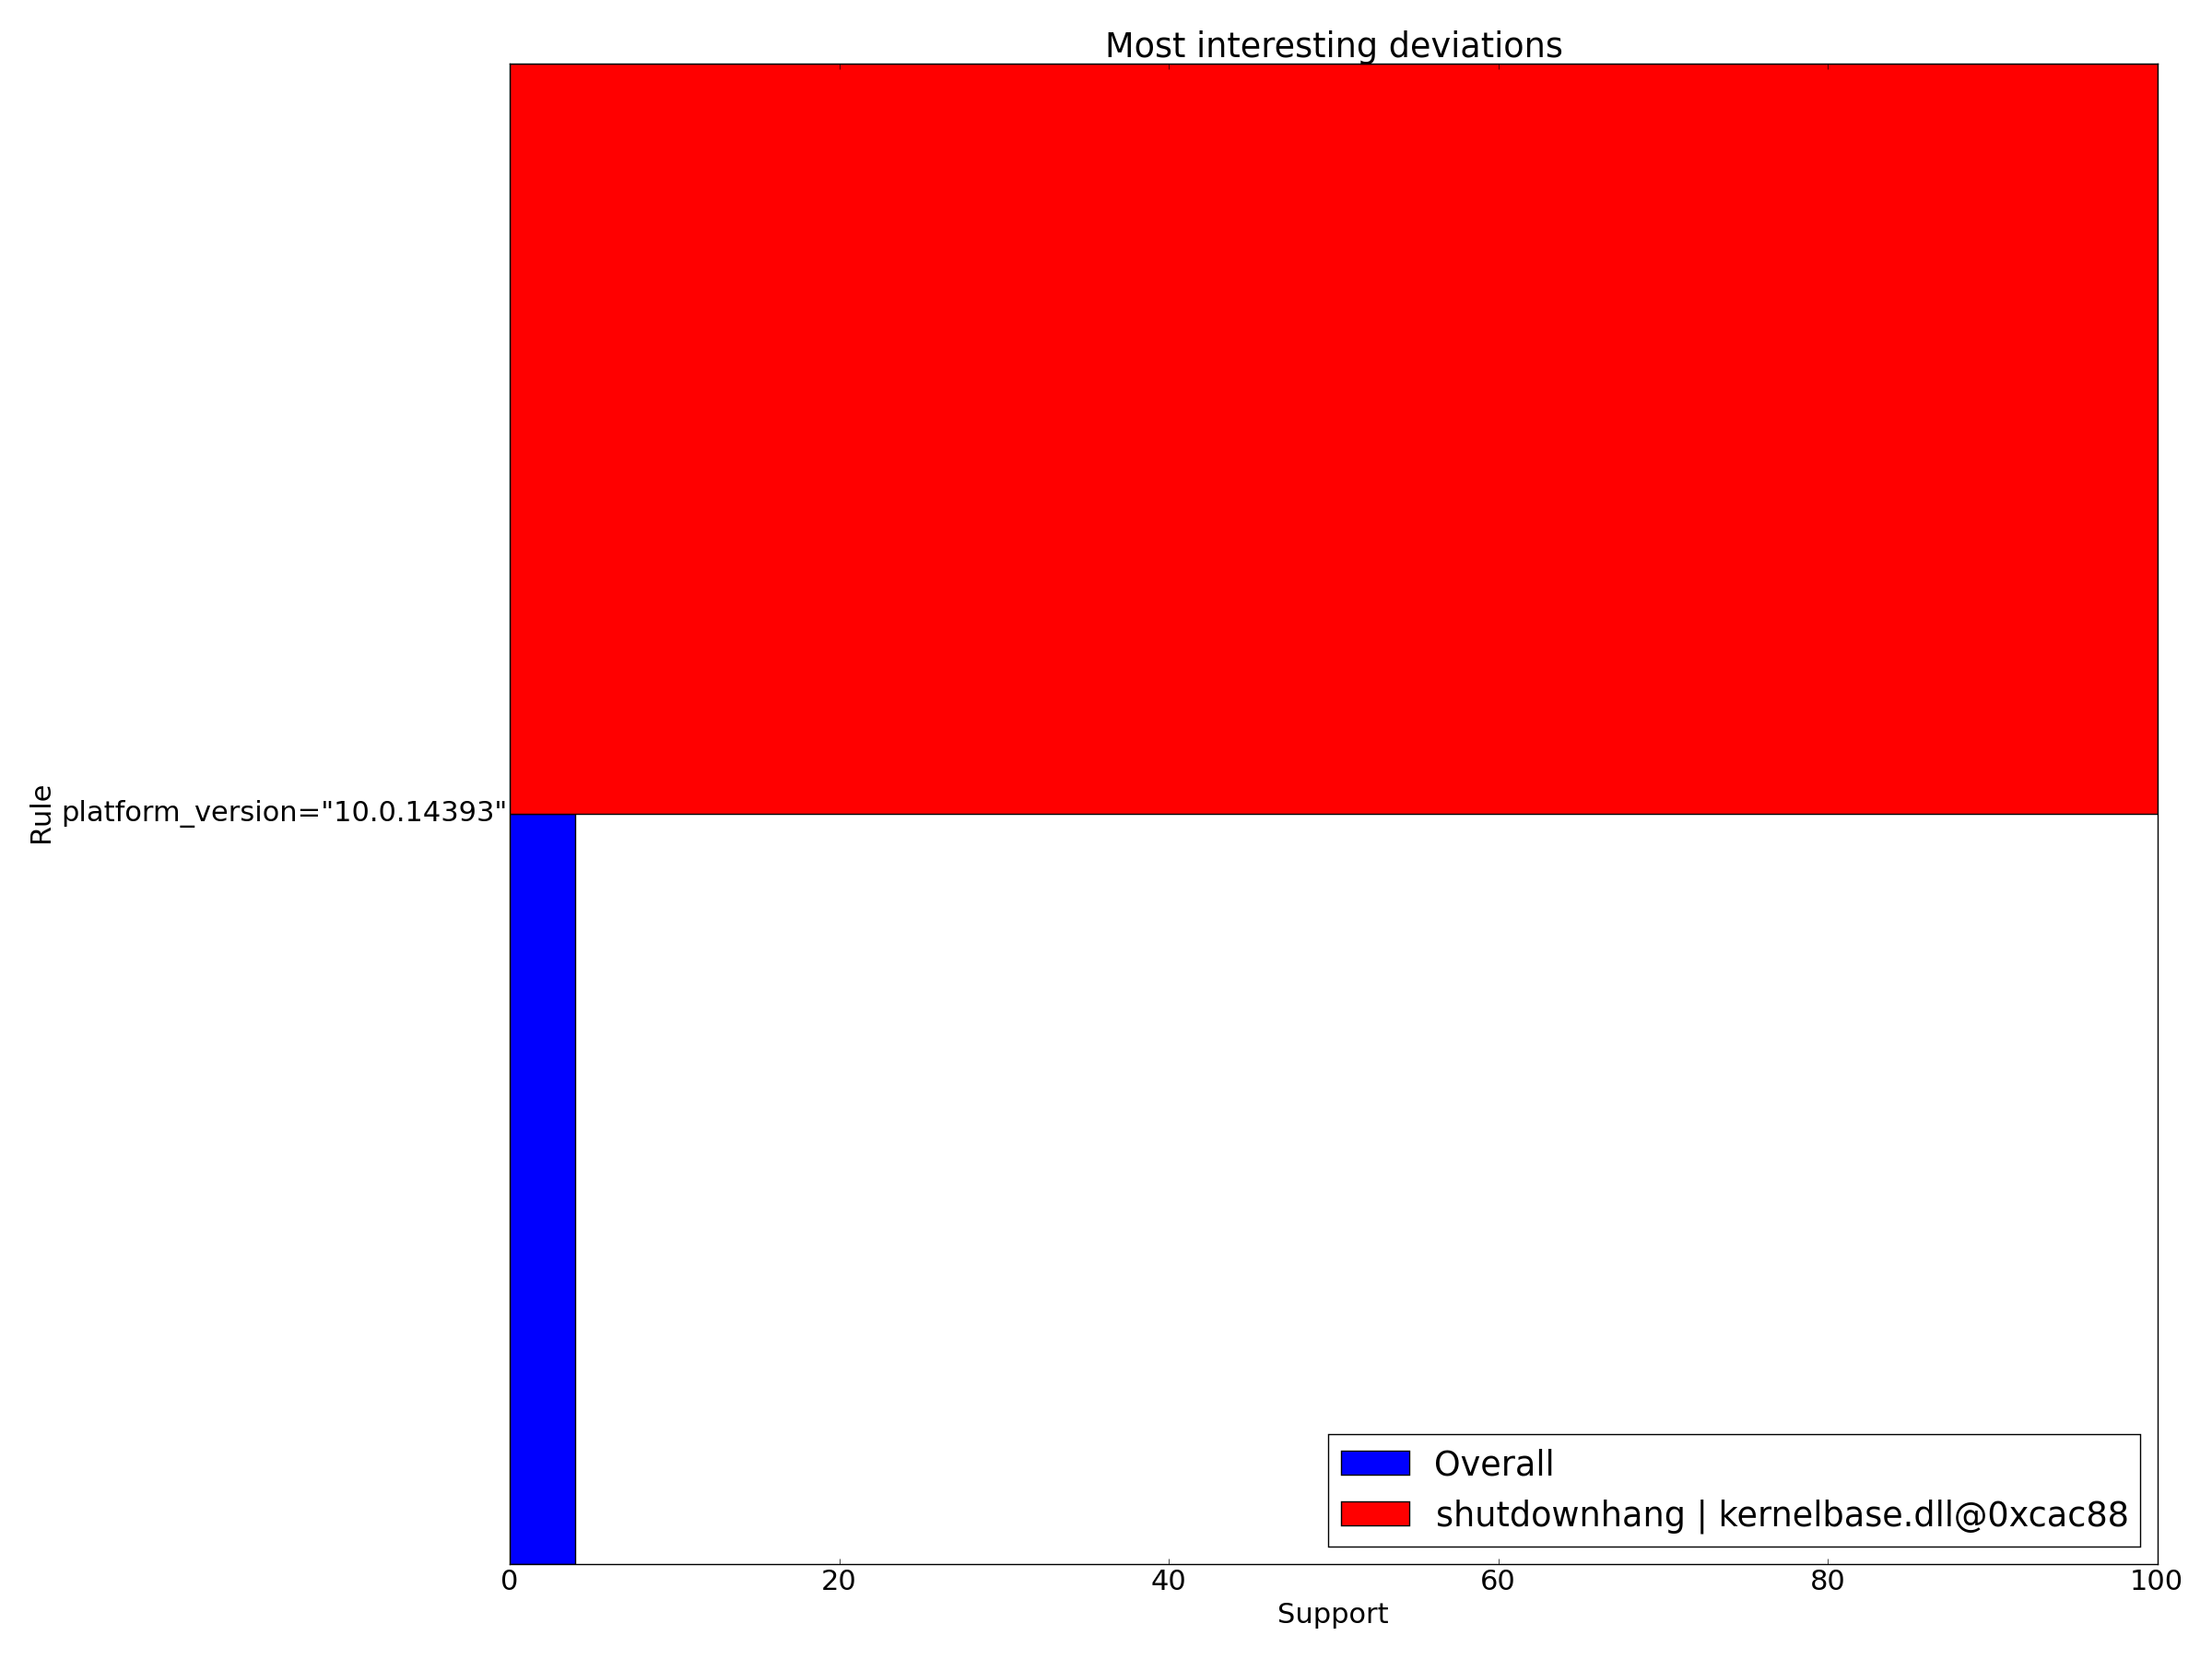 Most interesting deviations
Rule
platform_version="10.0.14393"
Overall
shutdownhang | kernelbase.dll@0xcac88
0 20 40 60 80 100
Support